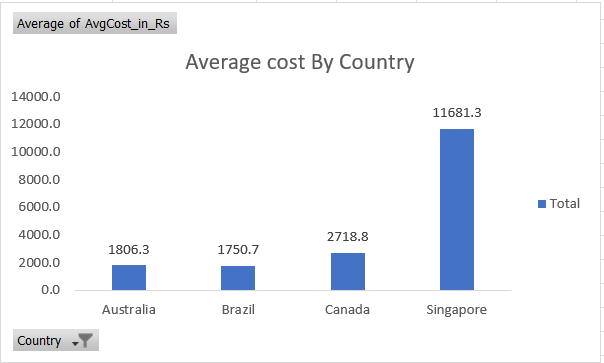 Average of AvgCost_in_Rs
Average cost By Country
14000.0
12000.0
10000.0
8000.0
6000.0
4000.0
2000.0
0.0
1806.3
1750.7
2718.8
11681.3
Australia
Brazil
Canada
Singapore
Total
Country